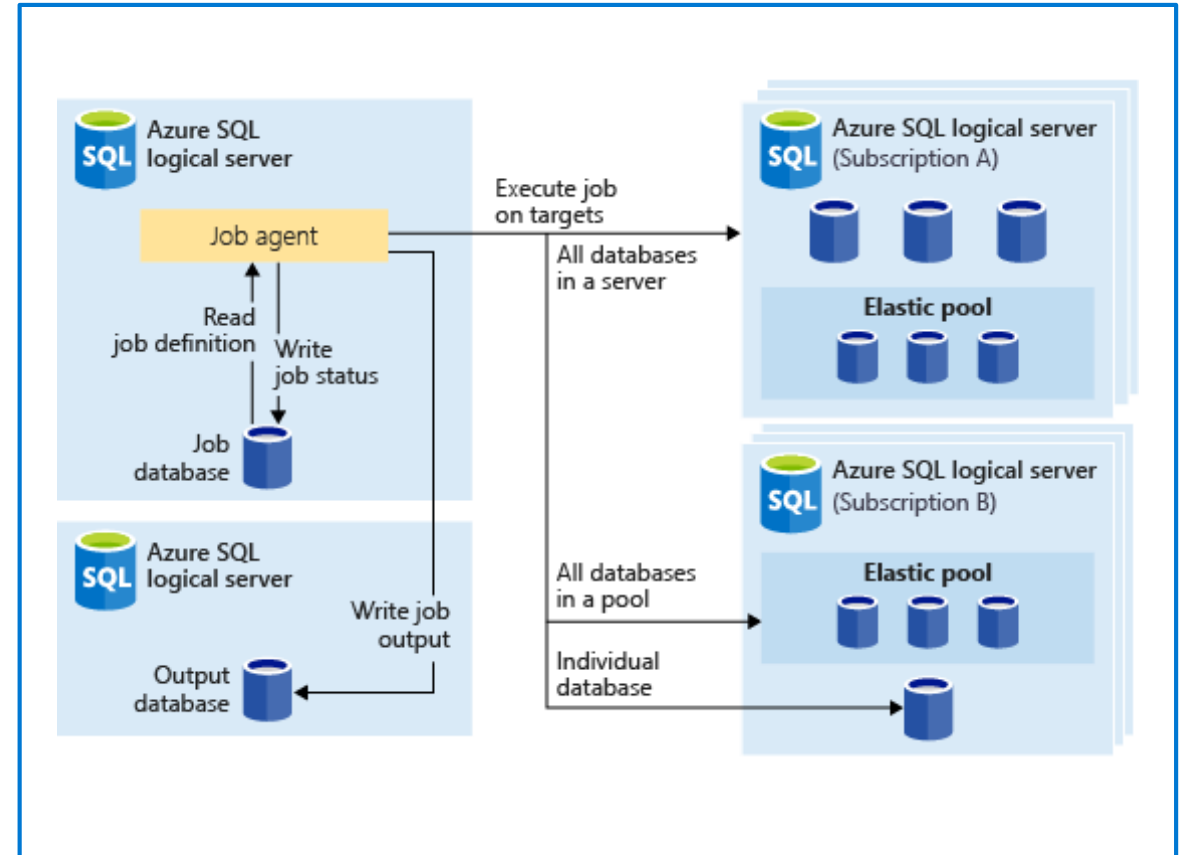 SQL
Azure SQL
logical server
Job agent
Read
job definition
Write
job status
Job
database
SQL
Azure SQL
logical server
Write job
output
Output
database
Execute job
on targets
All databases
in a server
All databases
in a pool
Individual
database
SQL
Azure SQL logical server
(Subscription A)
Elastic pool
SQL
Azure SQL logical server
(Subscription B)
Elastic pool